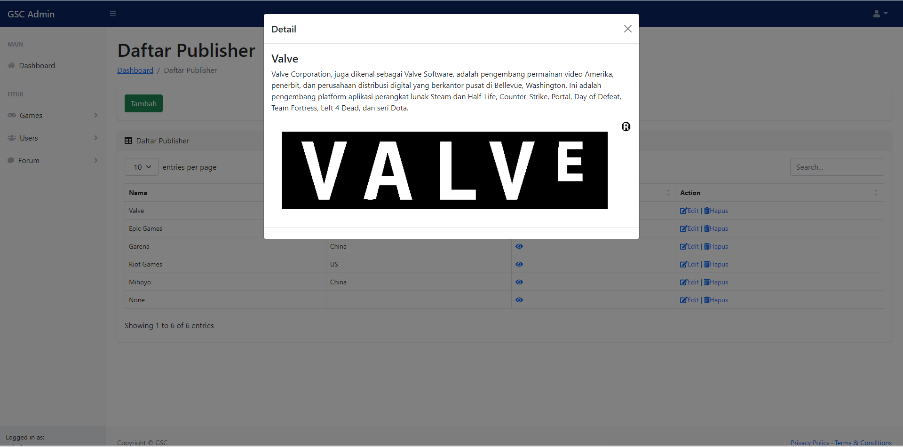 GSC Admin
MAIN
Dashboard
FITUR
Games
Users
Forum
Logged in as:
Daftar Publisher
Dashboard / Daftar Publisher
Tambah
Daftar Publisher
10 entries per page
Search...
Name
Action
Valve
Edit | Hapus
Epic Games
Edit | Hapus
Garena
China
Edit | Hapus
Riot Games
US
Edit | Hapus
Mihoyo
China
Edit | Hapus
None
Edit | Hapus
Showing 1 to 6 of 6 entries
Copyright © GSC
Privacy Policy · Terms & Conditions
Detail
Valve
Valve Corporation, juga dikenal sebagai Valve Software, adalah pengembang permainan video Amerika,
penerbit, dan perusahaan distribusi digital yang berkantor pusat di Bellevue, Washington. Ini adalah
pengembang platform aplikasi perangkat lunak Steam dan Half-Life, Counter-Strike, Portal, Day of Defeat,
Team Fortress, Left 4 Dead, dan seri Dota.
VALVE ®